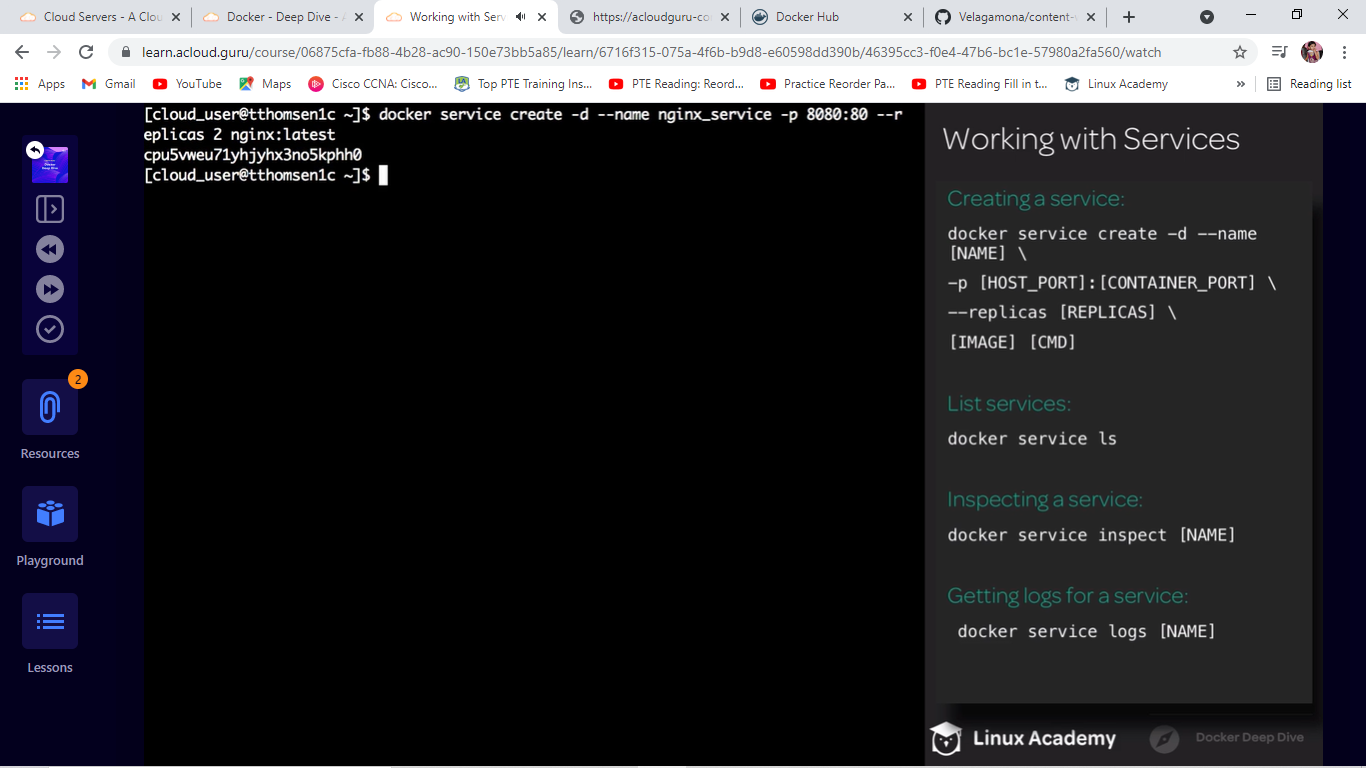 Cloud Servers - A Clou
Docker - Deep Dive - A
Working with Serv
https://acloudguru-co
Docker Hub
Velagamona/content-
learn.acloud.guru/course/06875cfa-fb88-4b28-ac90-150e73bb5a85/learn/6716f315-075a-4f6b-b9d8-e60598dd390b/46395cc3-f0e4-47b6-bc1e-57980a2fa560/watch
Apps
Gmail
YouTube
Maps
Cisco CCNA: Cisco...
Top PTE Training Ins...
PTE Reading: Reord...
Practice Reorder Pa...
PTE Reading Fill in t...
Linux Academy
»
Reading list
[cloud_user@tthomsen1c ~]$ docker service create -d --name nginx_service -p 8080:80 --r
eplicas 2 nginx:latest
cpu5vweu71yhjyhx3no5kphh0
[cloud_user@tthomsen1c ~]$
2
Resources
Playground
Lessons
Working with Services
Creating a service:
docker service create -d --name
[NAME] \
-p [HOST_PORT]:[CONTAINER_PORT] \
--replicas [REPLICAS] \
[IMAGE] [CMD]
List services:
docker service ls
Inspecting a service:
docker service inspect [NAME]
Getting logs for a service:
docker service logs [NAME]
Linux Academy
Docker Deep Dive